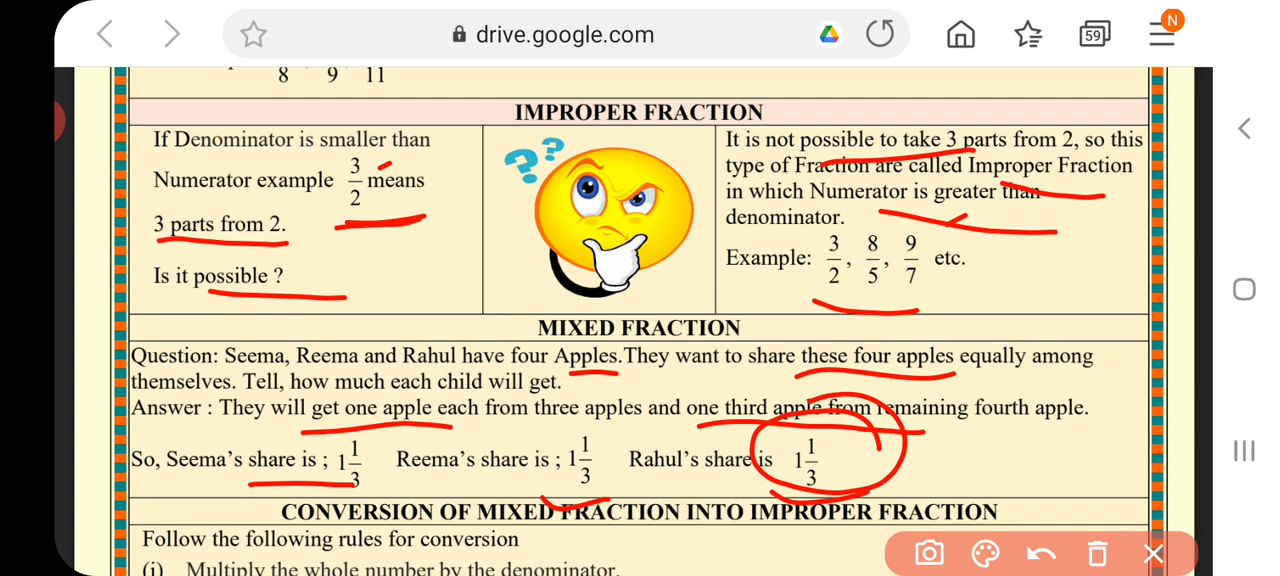 drive.google.com
59
N
8 9 11
IMPROPER FRACTION
If Denominator is smaller than
Numerator example 3/2 means
3 parts from 2.
Is it possible ?
??
It is not possible to take 3 parts from 2, so this
type of Fraction are called Improper Fraction
in which Numerator is greater than
denominator.
Example: 3/2, 8/5, 9/7 etc.
MIXED FRACTION
Question: Seema, Reema and Rahul have four Apples.They want to share these four apples equally among
themselves. Tell, how much each child will get.
Answer : They will get one apple each from three apples and one third apple from remaining fourth apple.
So, Seema's share is ; 1 1/3 Reema's share is ; 1 1/3 Rahul's share is 1 1/3
CONVERSION OF MIXED FRACTION INTO IMPROPER FRACTION
Follow the following rules for conversion
(i) Multiply the whole number by the denominator.